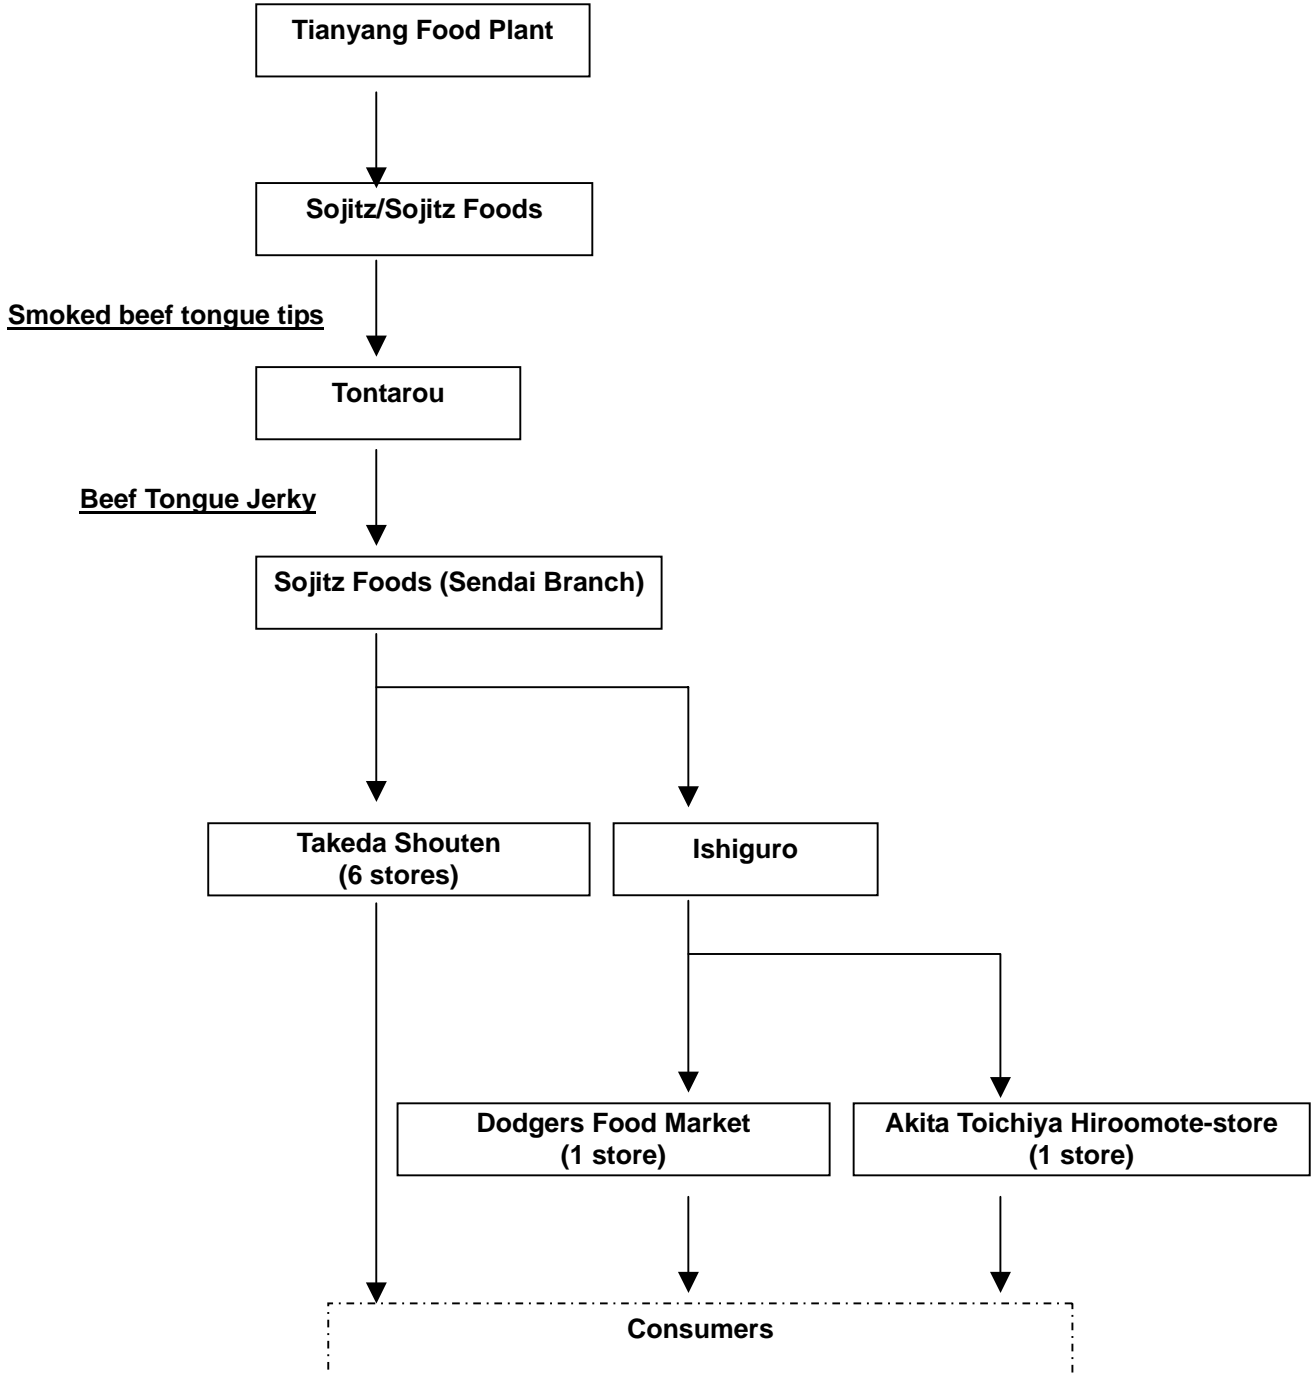 Tianyang Food Plant
Sojitz/Sojitz Foods
Smoked beef tongue tips
Tontarou
Beef Tongue Jerky
Sojitz Foods (Sendai Branch)
Takeda Shouten
(6 stores)
Ishiguro
Dodgers Food Market
(1 store)
Akita Toichiya Hiroomote-store
(1 store)
Consumers